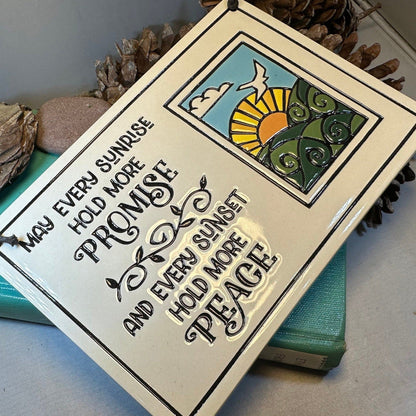 MAY EVERY SUNRISE
HOLD MORE
PROMISE
AND EVERY SUNSET
HOLD MORE
PEACE